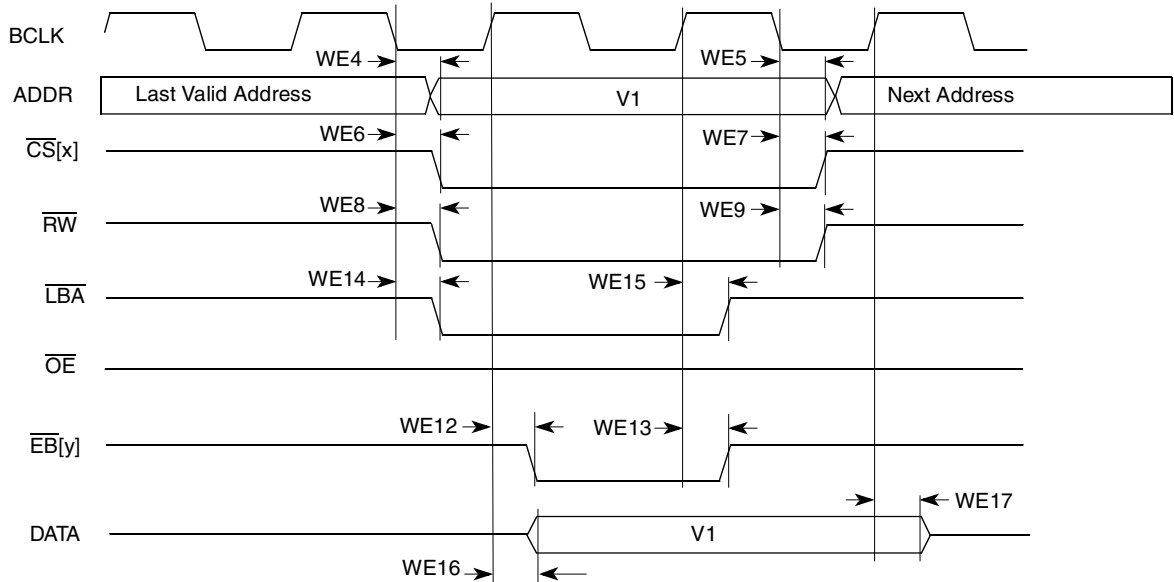 BCLK
WE4 WE5
ADDR Last Valid Address V1 Next Address
WE6 WE7
CS[x]
WE8 WE9
RW
WE14 WE15
LBA
OE
WE12 WE13
EB[y]
WE17
DATA V1
WE16